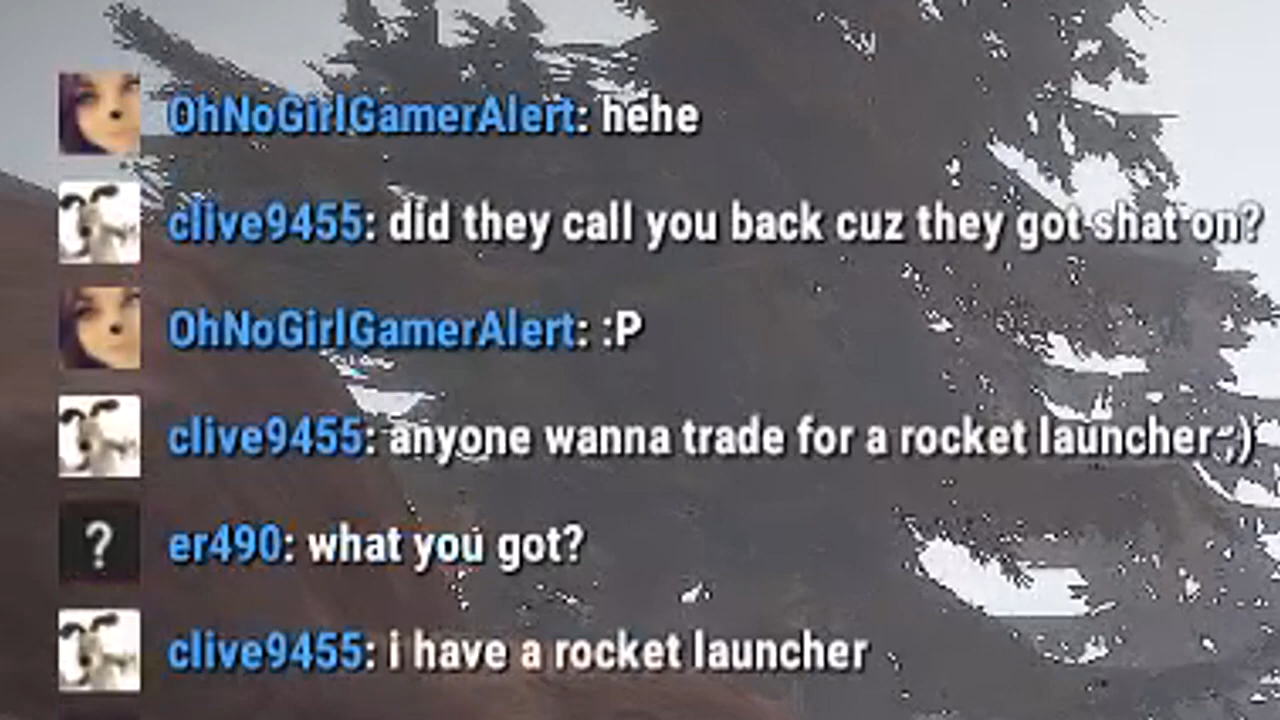 OhNoGirlGamerAlert: hehe
clive9455: did they call you back cuz they got shat on?
OhNoGirlGamerAlert: :P
clive9455: anyone wanna trade for a rocket launcher ;)
? er490: what you got?
clive9455: i have a rocket launcher